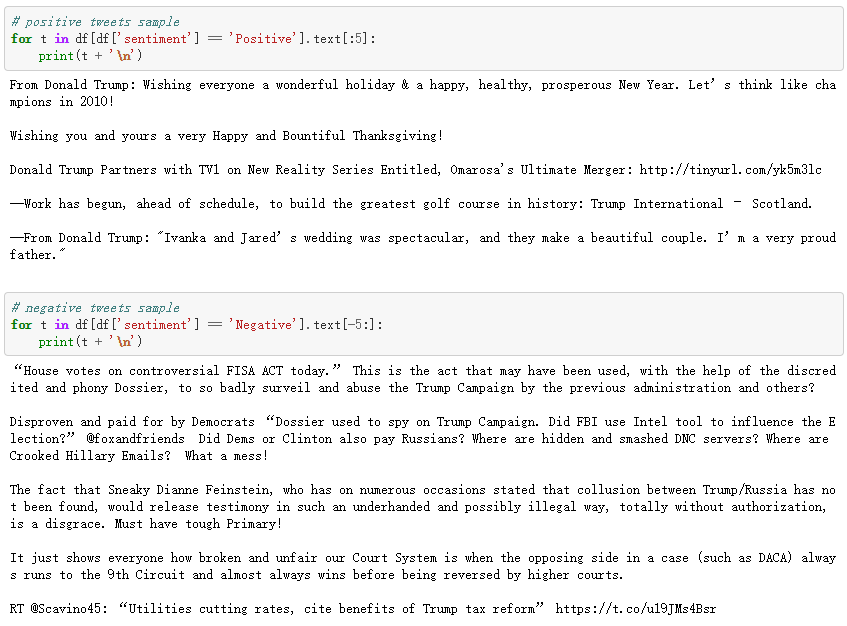 # positive tweets sample
for t in df[df['sentiment'] == 'Positive'].text[:5]:
    print(t + '\n')
From Donald Trump: Wishing everyone a wonderful holiday & a happy, healthy, prosperous New Year. Let’s think like cha
mpions in 2010!
Wishing you and yours a very Happy and Bountiful Thanksgiving!
Donald Trump Partners with TV1 on New Reality Series Entitled, Omarosa's Ultimate Merger: http://tinyurl.com/yk5m3lc
--Work has begun, ahead of schedule, to build the greatest golf course in history: Trump International – Scotland.
--From Donald Trump: "Ivanka and Jared’s wedding was spectacular, and they make a beautiful couple. I’m a very proud
father."
# negative tweets sample
for t in df[df['sentiment'] == 'Negative'].text[-5:]:
    print(t + '\n')
“House votes on controversial FISA ACT today.” This is the act that may have been used, with the help of the discred
ited and phony Dossier, to so badly surveil and abuse the Trump Campaign by the previous administration and others?
Disproven and paid for by Democrats “Dossier used to spy on Trump Campaign. Did FBI use Intel tool to influence the E
lection?” @foxandfriends  Did Dems or Clinton also pay Russians? Where are hidden and smashed DNC servers? Where are
Crooked Hillary Emails?  What a mess!
The fact that Sneaky Dianne Feinstein, who has on numerous occasions stated that collusion between Trump/Russia has no
t been found, would release testimony in such an underhanded and possibly illegal way, totally without authorization,
is a disgrace. Must have tough Primary!
It just shows everyone how broken and unfair our Court System is when the opposing side in a case (such as DACA) alway
s runs to the 9th Circuit and almost always wins before being reversed by higher courts.
RT @Scavino45: “Utilities cutting rates, cite benefits of Trump tax reform” https://t.co/ul9JMs4Bsr